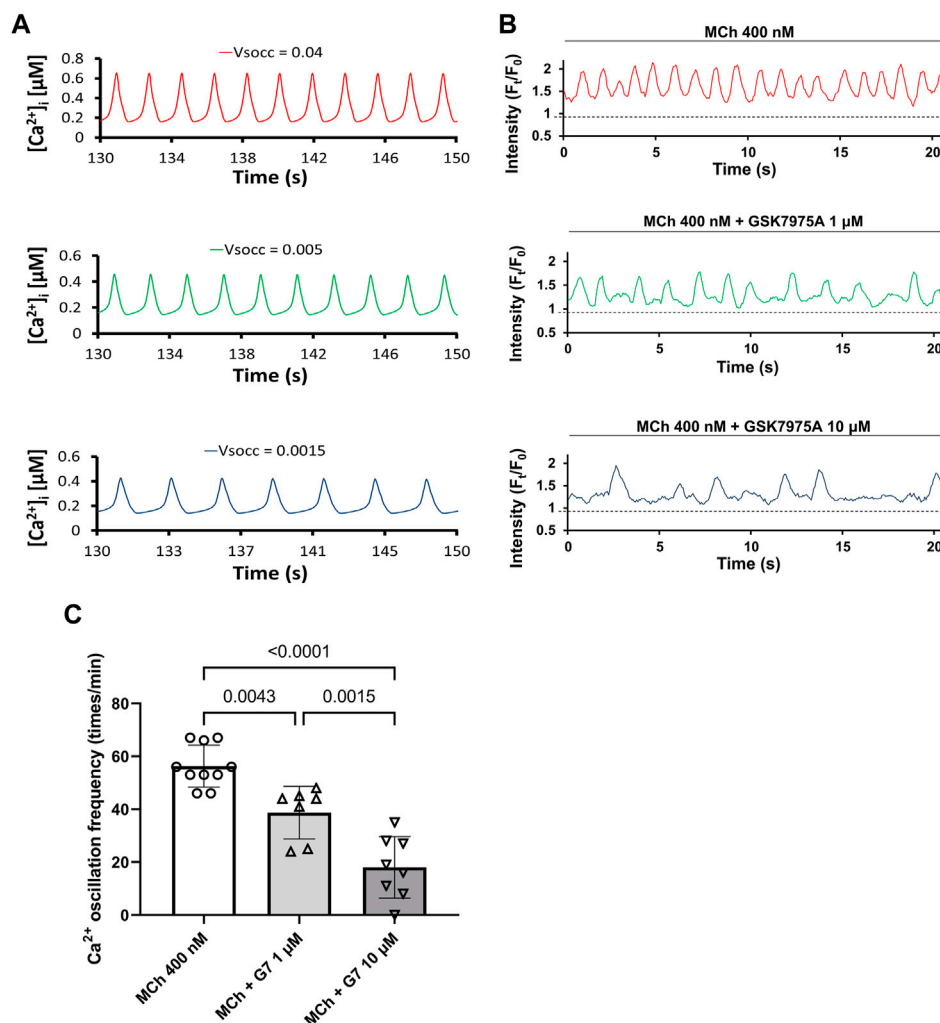 A
Vsocc = 0.04
[Ca2+]i [µM]
0.8
0.6
0.4
0.2
0
130 134 138 142 146 150
Time (s)
Vsocc = 0.005
[Ca2+]i [µM]
0.6
0.4
0.2
0
130 134 138 142 146 150
Time (s)
Vsocc = 0.0015
[Ca2+]i [µM]
0.6
0.4
0.2
0
130 133 137 141 145 150
Time (s)
B
MCh 400 nM
Intensity (Ft/F0)
2
1.5
1
0.5
0 5 10 15 20
Time (s)
MCh 400 nM + GSK7975A 1 µM
Intensity (Ft/F0)
2
1.5
1
0.5
0 5 10 15 20
Time (s)
MCh 400 nM + GSK7975A 10 µM
Intensity (Ft/F0)
2
1.5
1
0.5
0 5 10 15 20
Time (s)
C
<0.0001
0.0043 0.0015
Ca2+ oscillation frequency (times/min)
80
60
40
20
0
MCh 400 nM
MCh + G7 1 µM
MCh + G7 10 µM